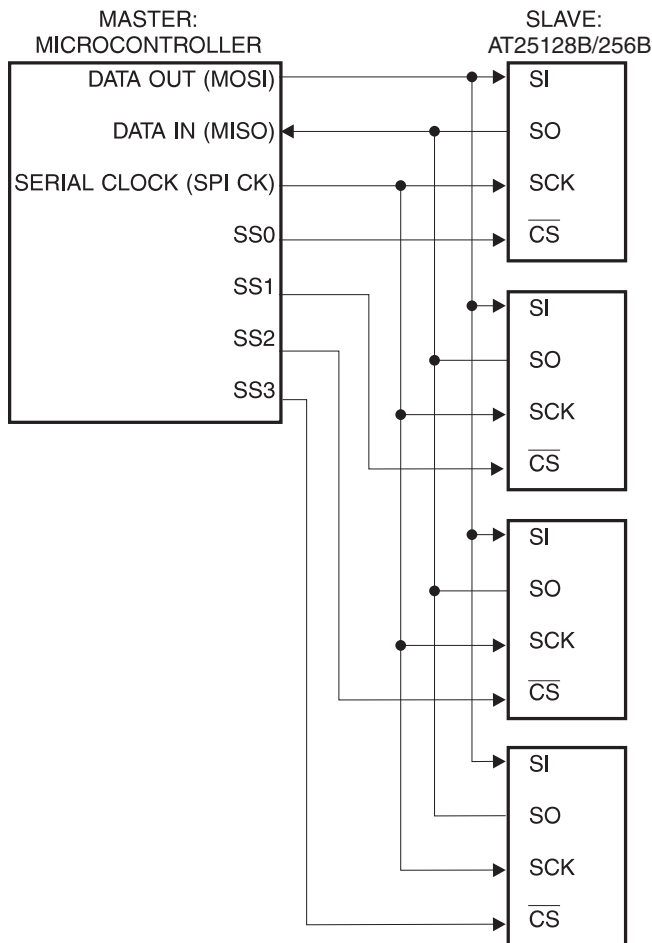 MASTER:
MICROCONTROLLER
DATA OUT (MOSI)
DATA IN (MISO)
SERIAL CLOCK (SPI CK)
SS0
SS1
SS2
SS3
SLAVE:
AT25128B/256B
SI
SO
SCK
CS
SI
SO
SCK
CS
SI
SO
SCK
CS
SI
SO
SCK
CS